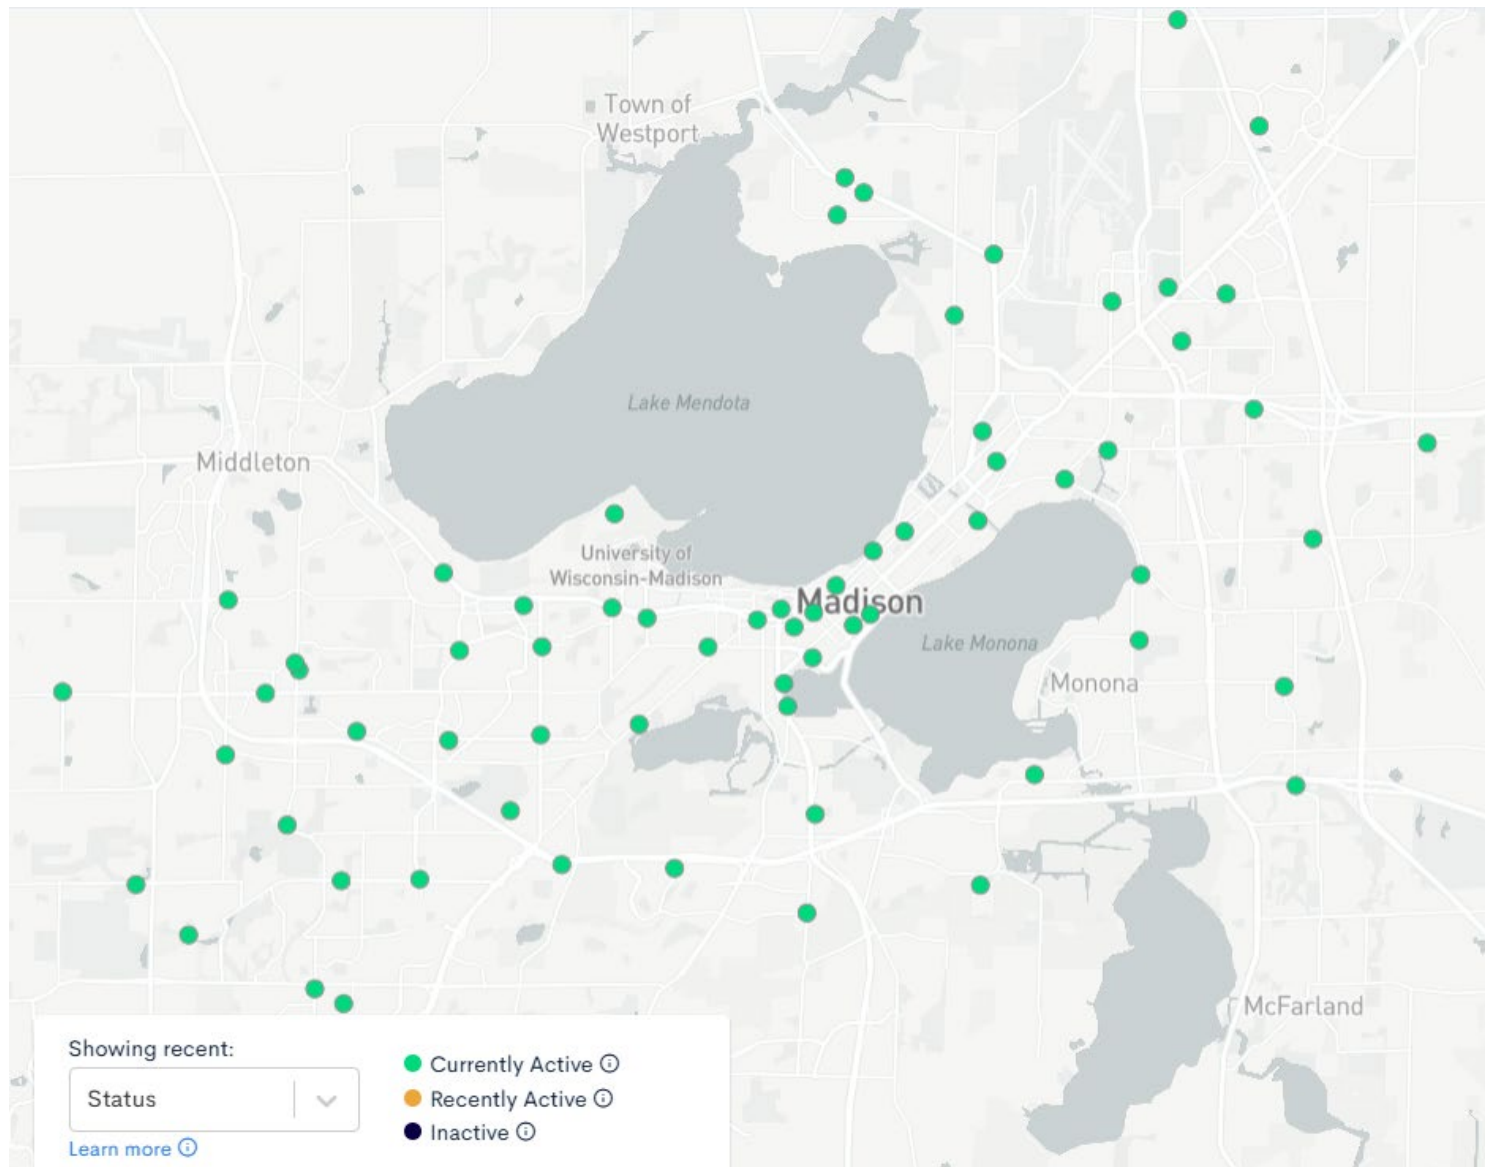 Town of
Westport
Lake Mendota
Middleton
University of
Wisconsin-Madison
Madison
Lake Monona
Monona
McFarland
Showing recent:
Status
Learn more
Currently Active
Recently Active
Inactive